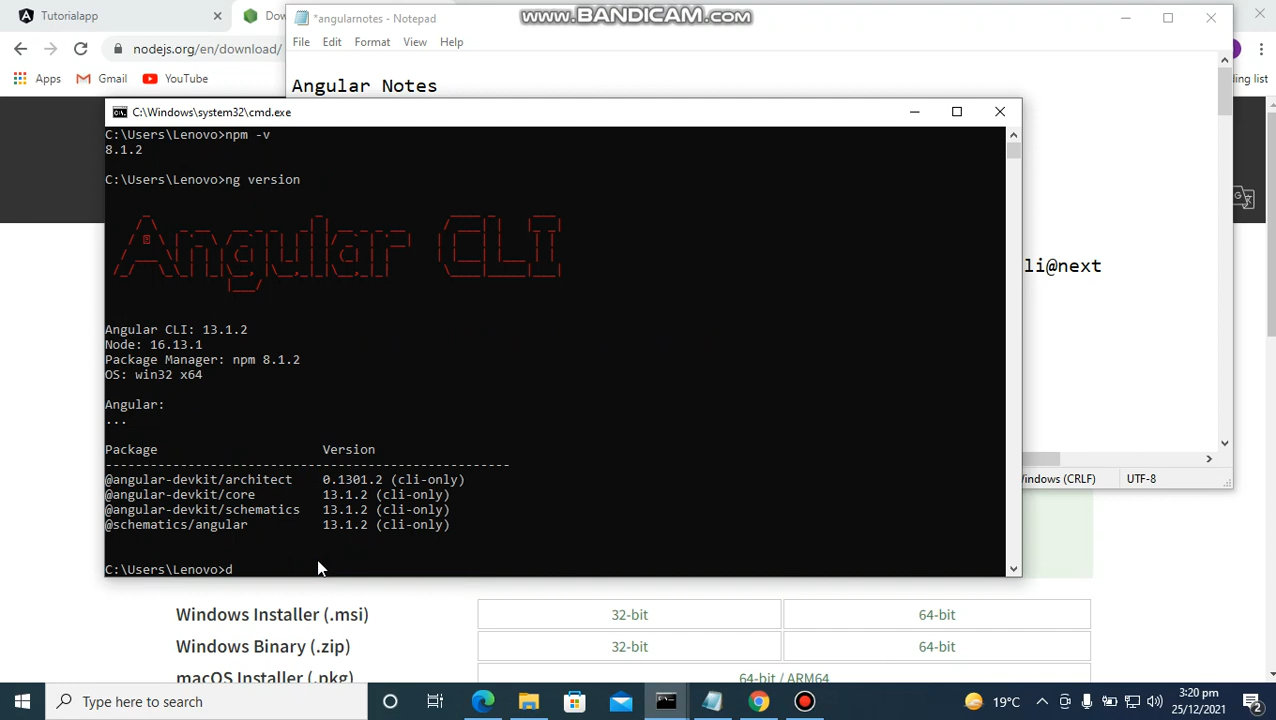 Tutorialapp
Dow
*angularnotes - Notepad
www.BANDICAM.com
nodejs.org/en/download/
File Edit Format View Help
Apps Gmail YouTube
ding list
Angular Notes
C:\Windows\system32\cmd.exe
C:\Users\Lenovo>npm -v
8.1.2
C:\Users\Lenovo>ng version
Angular CLI
li@next
Angular CLI: 13.1.2
Node: 16.13.1
Package Manager: npm 8.1.2
OS: win32 x64
Angular:
...
Package Version
------------------------------------------------------
@angular-devkit/architect 0.1301.2 (cli-only)
@angular-devkit/core 13.1.2 (cli-only)
@angular-devkit/schematics 13.1.2 (cli-only)
@schematics/angular 13.1.2 (cli-only)
indows (CRLF) UTF-8
C:\Users\Lenovo>d
Windows Installer (.msi) 32-bit 64-bit
Windows Binary (.zip) 32-bit 64-bit
macOS Installer (.pkg) 64-bit / ARM64
Type here to search
19°C
3:20 pm
25/12/2021
2